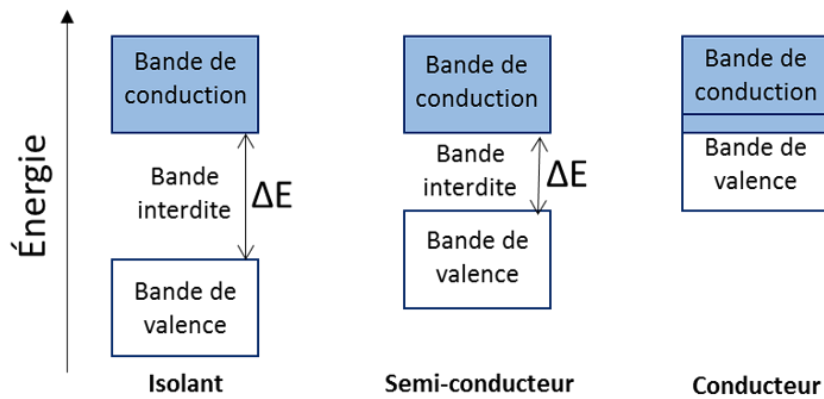 Énergie
Bande de
conduction
Bande
interdite
ΔE
Bande de
valence
Isolant
Bande de
conduction
Bande
interdite
ΔE
Bande de
valence
Semi-conducteur
Bande de
conduction
Bande de
valence
Conducteur